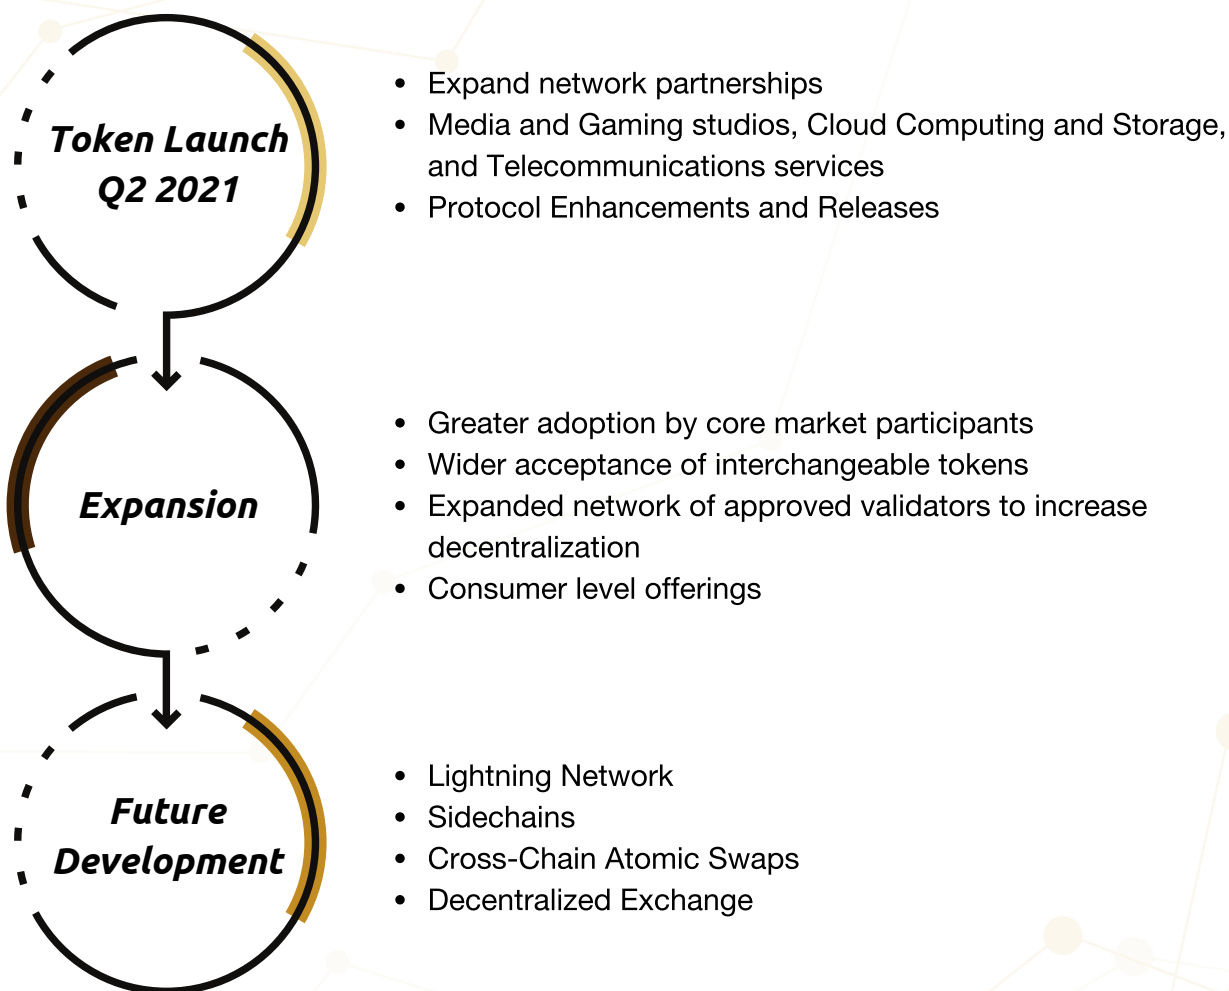 Token Launch
Q2 2021
• Expand network partnerships
• Media and Gaming studios, Cloud Computing and Storage,
and Telecommunications services
• Protocol Enhancements and Releases
Expansion
• Greater adoption by core market participants
• Wider acceptance of interchangeable tokens
• Expanded network of approved validators to increase
decentralization
• Consumer level offerings
Future
Development
• Lightning Network
• Sidechains
• Cross-Chain Atomic Swaps
• Decentralized Exchange